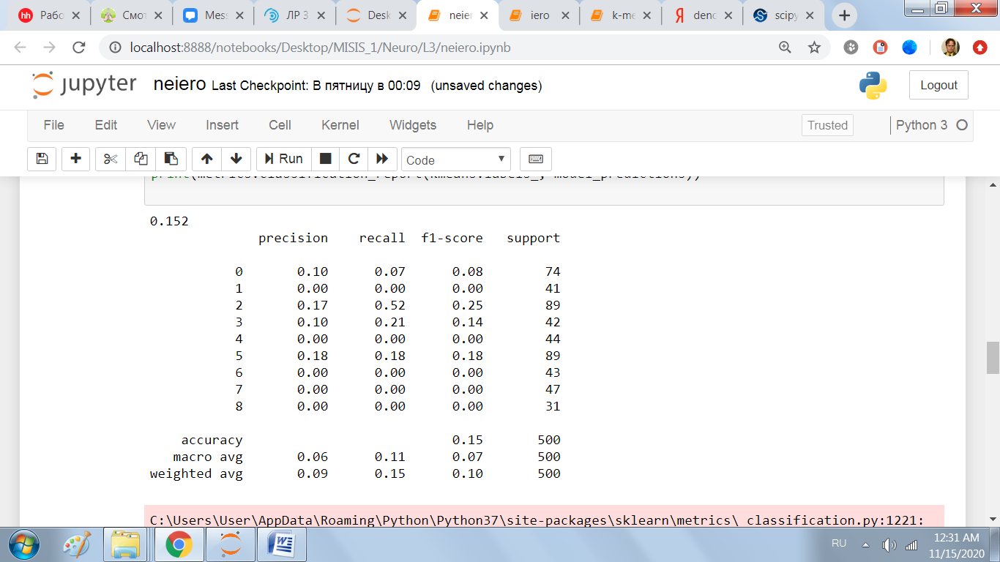 hh Рабо
Смот
Mess
ЛР 3
Desk
neier
iero
k-me
Я denc
scipy
localhost:8888/notebooks/Desktop/MISIS_1/Neuro/L3/neiero.ipynb
jupyter neiero Last Checkpoint: В пятницу в 00:09 (unsaved changes)
Logout
File Edit View Insert Cell Kernel Widgets Help
Trusted Python 3
Run Code
print(metrics.classification_report(kmeans.labels_, model_predictions))
0.152
precision recall f1-score support
0 0.10 0.07 0.08 74
1 0.00 0.00 0.00 41
2 0.17 0.52 0.25 89
3 0.10 0.21 0.14 42
4 0.00 0.00 0.00 44
5 0.18 0.18 0.18 89
6 0.00 0.00 0.00 43
7 0.00 0.00 0.00 47
8 0.00 0.00 0.00 31
accuracy 0.15 500
macro avg 0.06 0.11 0.07 500
weighted avg 0.09 0.15 0.10 500
C:\Users\User\AppData\Roaming\Python\Python37\site-packages\sklearn\metrics\_classification.py:1221:
RU
12:31 AM
11/15/2020